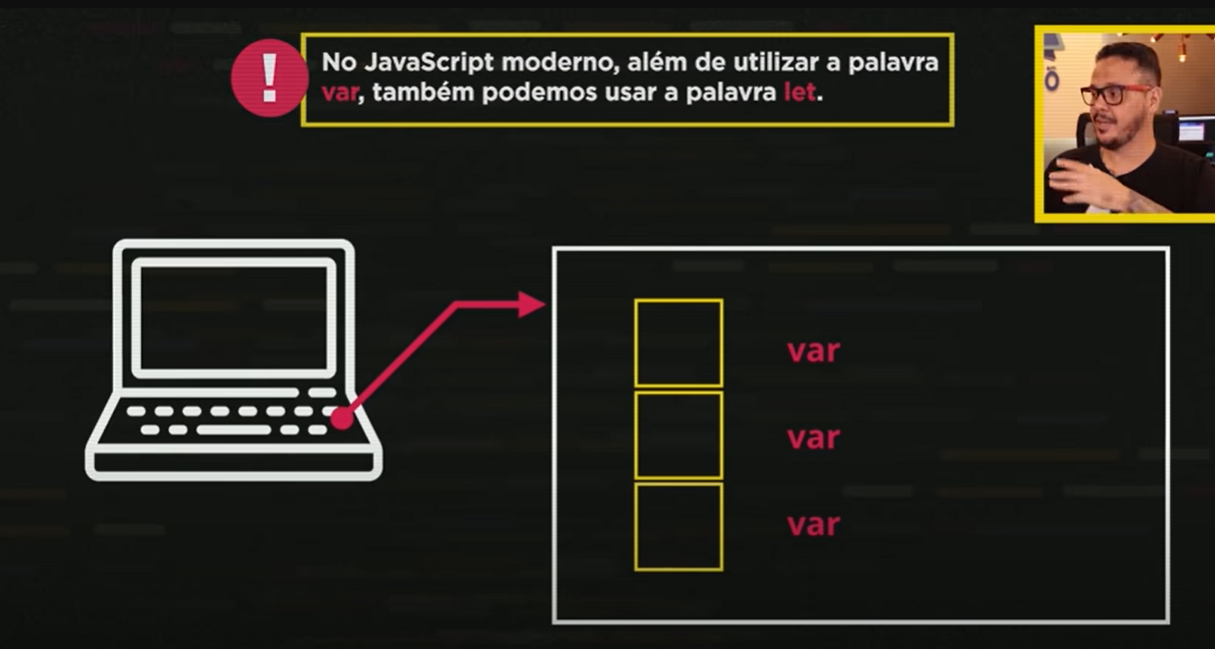 !
No JavaScript moderno, além de utilizar a palavra
var, também podemos usar a palavra let.
var
var
var